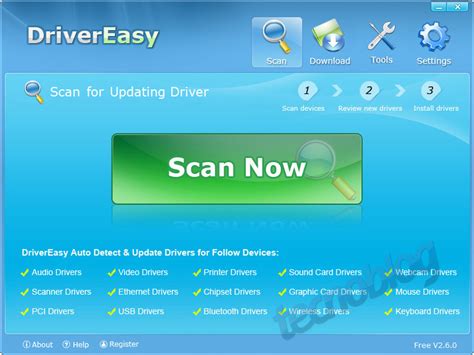 DriverEasy
Scan
Download
Tools
Settings
Scan for Updating Driver
1 2 3
Scan devices Review new drivers Install drivers
Scan Now
DriverEasy Auto Detect & Update Drivers for Follow Devices:
Audio Drivers Video Drivers Printer Drivers Sound Card Drivers Webcam Drivers
Scanner Drivers Ethernet Drivers Chipset Drivers Graphic Card Drivers Mouse Drivers
PCI Drivers USB Drivers Bluetooth Drivers Wireless Drivers Keyboard Drivers
tecnoblog
About Help Register Free V2.6.0